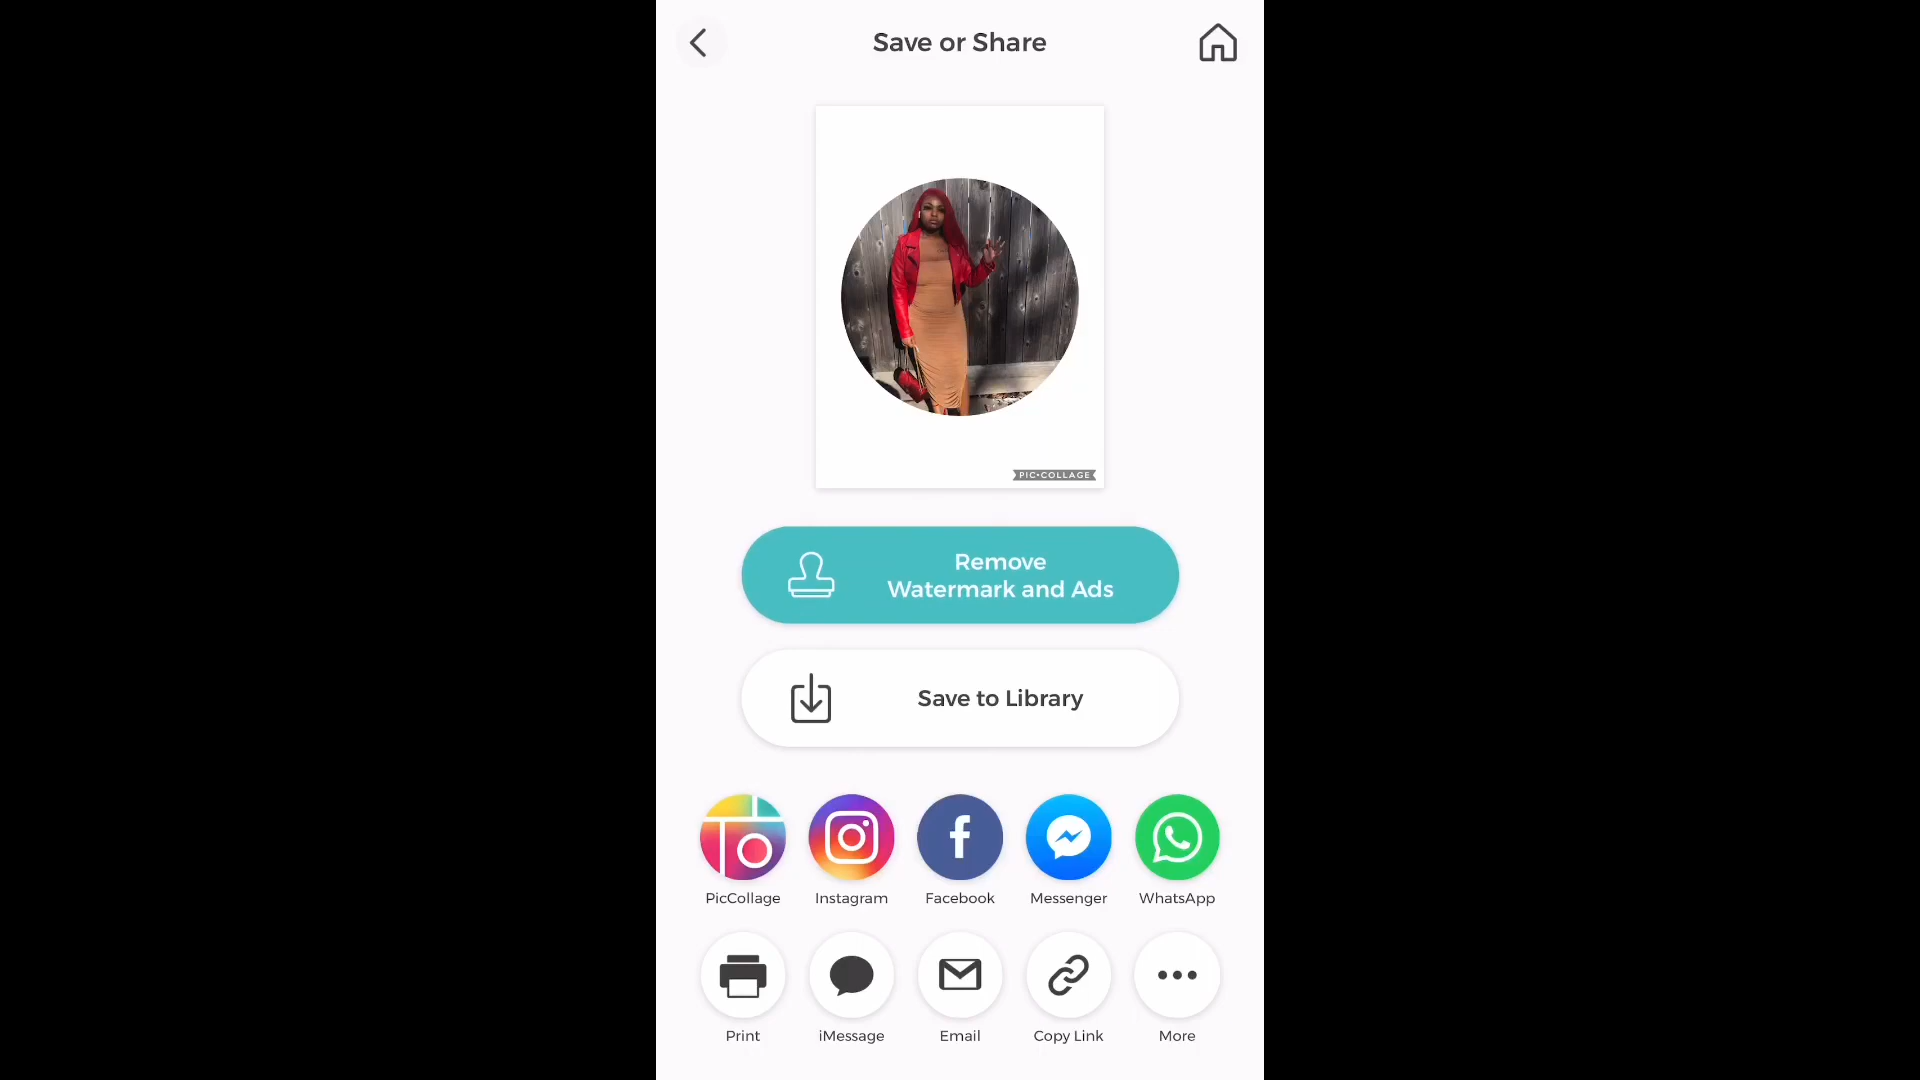 Save or Share
PIC•COLLAGE
Remove
Watermark and Ads
Save to Library
PicCollage
Instagram
Facebook
Messenger
WhatsApp
Print
iMessage
Email
Copy Link
More